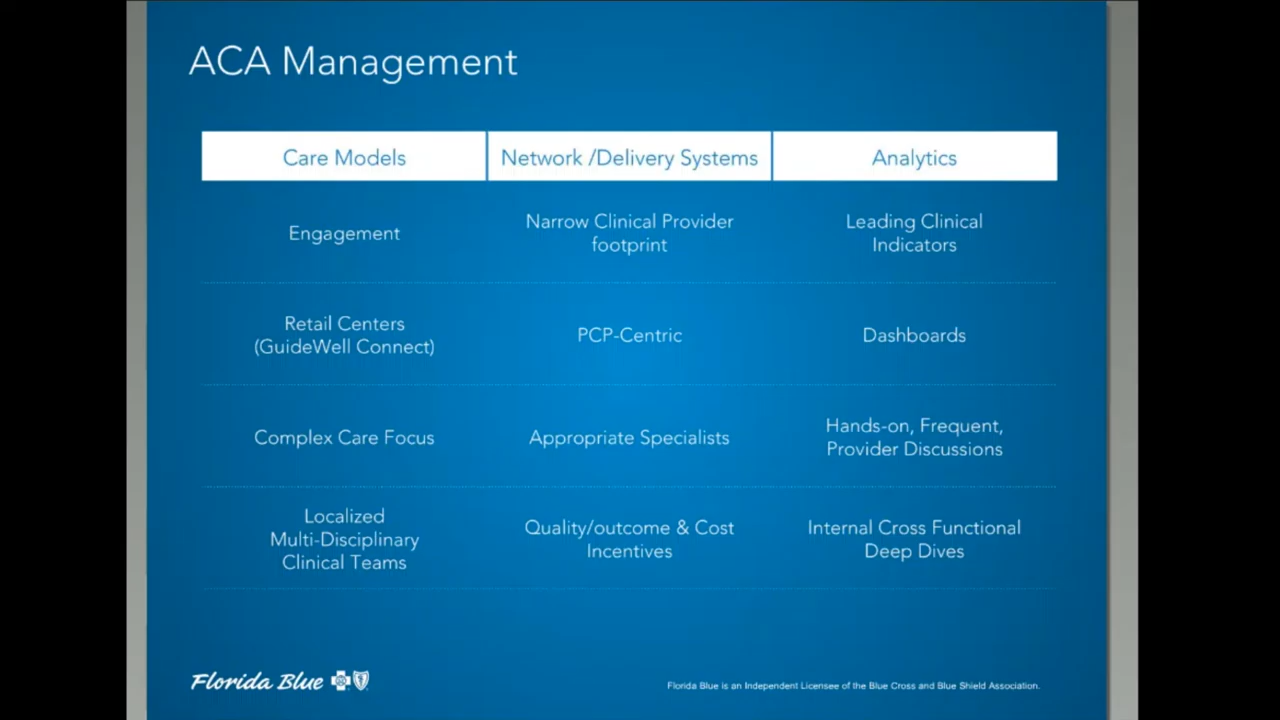 ACA Management
Care Models
Network /Delivery Systems
Analytics
Engagement
Narrow Clinical Provider
footprint
Leading Clinical
Indicators
Retail Centers
(GuideWell Connect)
PCP-Centric
Dashboards
Complex Care Focus
Appropriate Specialists
Hands-on, Frequent,
Provider Discussions
Localized
Multi-Disciplinary
Clinical Teams
Quality/outcome & Cost
Incentives
Internal Cross Functional
Deep Dives
Florida Blue
Florida Blue is an Independent Licensee of the Blue Cross and Blue Shield Association.